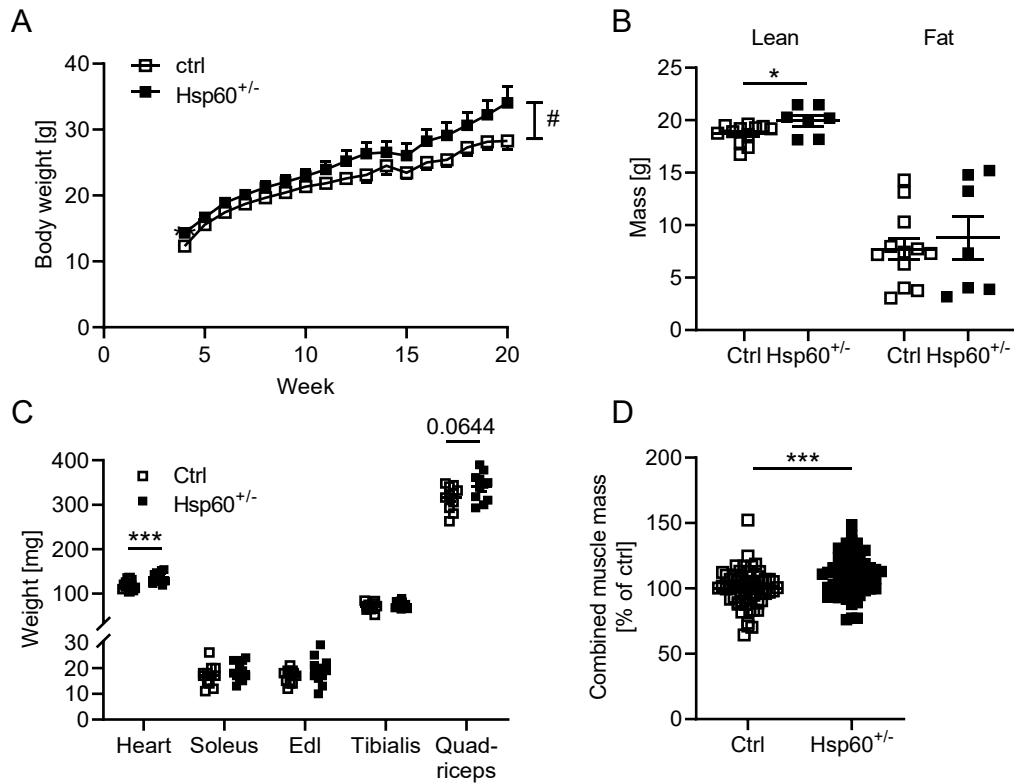 A
ctrl
Hsp60+/-
Body weight [g]
40
30
20
10
0
**
#
0 5 10 15 20
Week
B
Lean Fat
*
Mass [g]
25
20
15
10
5
0
Ctrl Hsp60+/- Ctrl Hsp60+/-
C
0.0644
Ctrl
Hsp60+/-
***
Weight [mg]
400
300
200
100
30
20
10
0
Heart Soleus Edl Tibialis Quad-
riceps
D
***
Combined muscle mass
[% of ctrl]
200
150
100
50
0
Ctrl Hsp60+/-